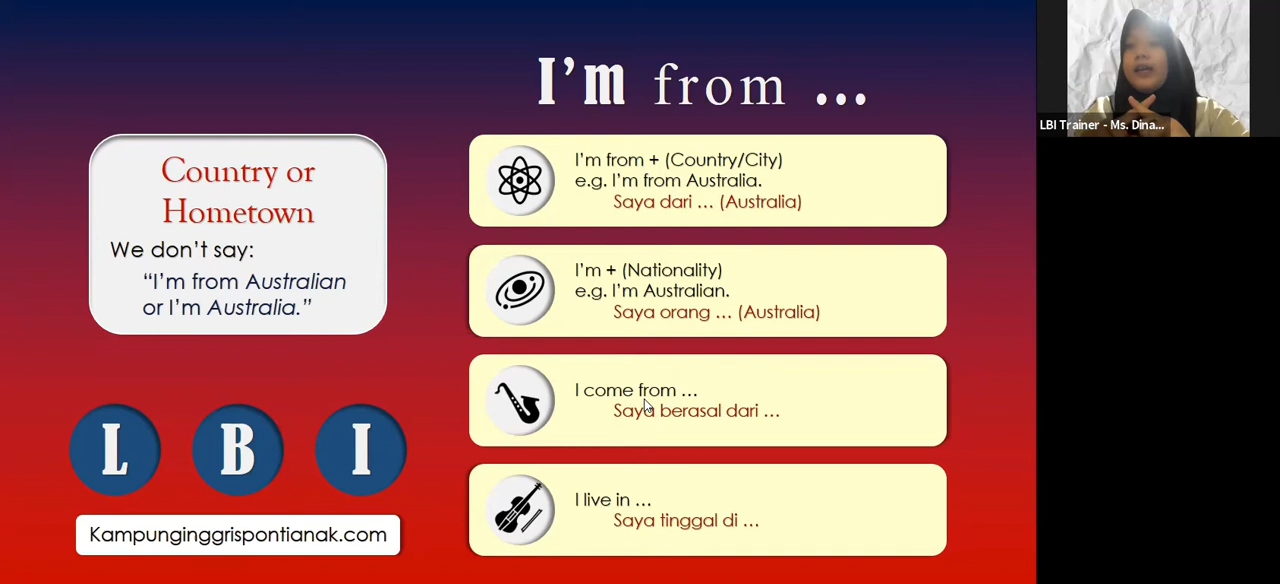 I'm from ...
Country or
Hometown
We don't say:
"I'm from Australian
or I'm Australia."
L B I
Kampunginggrispontianak.com
I'm from + (Country/City)
e.g. I'm from Australia.
Saya dari ... (Australia)
I'm + (Nationality)
e.g. I'm Australian.
Saya orang ... (Australia)
I come from ...
Saya berasal dari ...
I live in ...
Saya tinggal di ...
LBI Trainer - Ms. Dina...